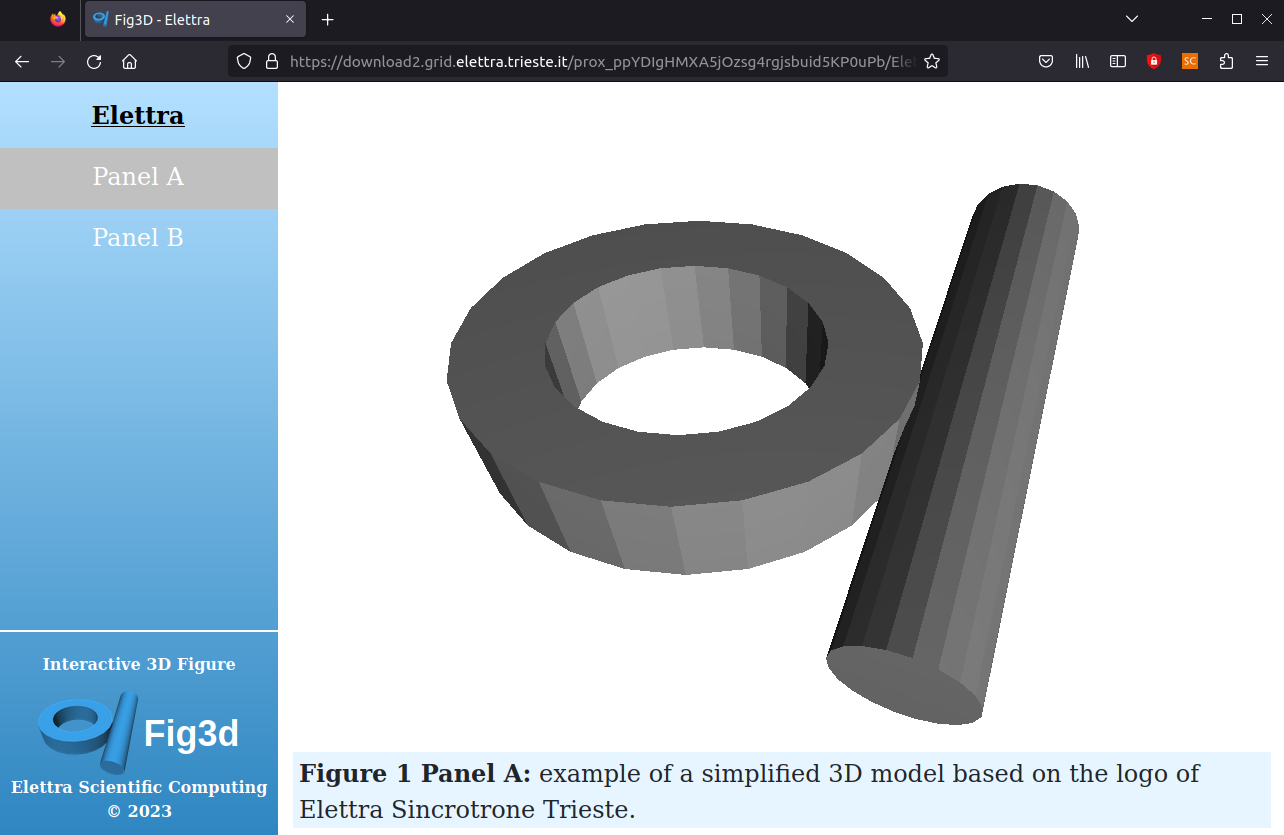 Fig3D - Elettra
https://download2.grid.elettra.trieste.it/prox_ppYDIgHMXA5jOzsg4rgjsbuid5KP0uPb/Ele
SC
Elettra
Panel A
Panel B
Interactive 3D Figure
Fig3d
Elettra Scientific Computing
© 2023
Figure 1 Panel A: example of a simplified 3D model based on the logo of
Elettra Sincrotrone Trieste.